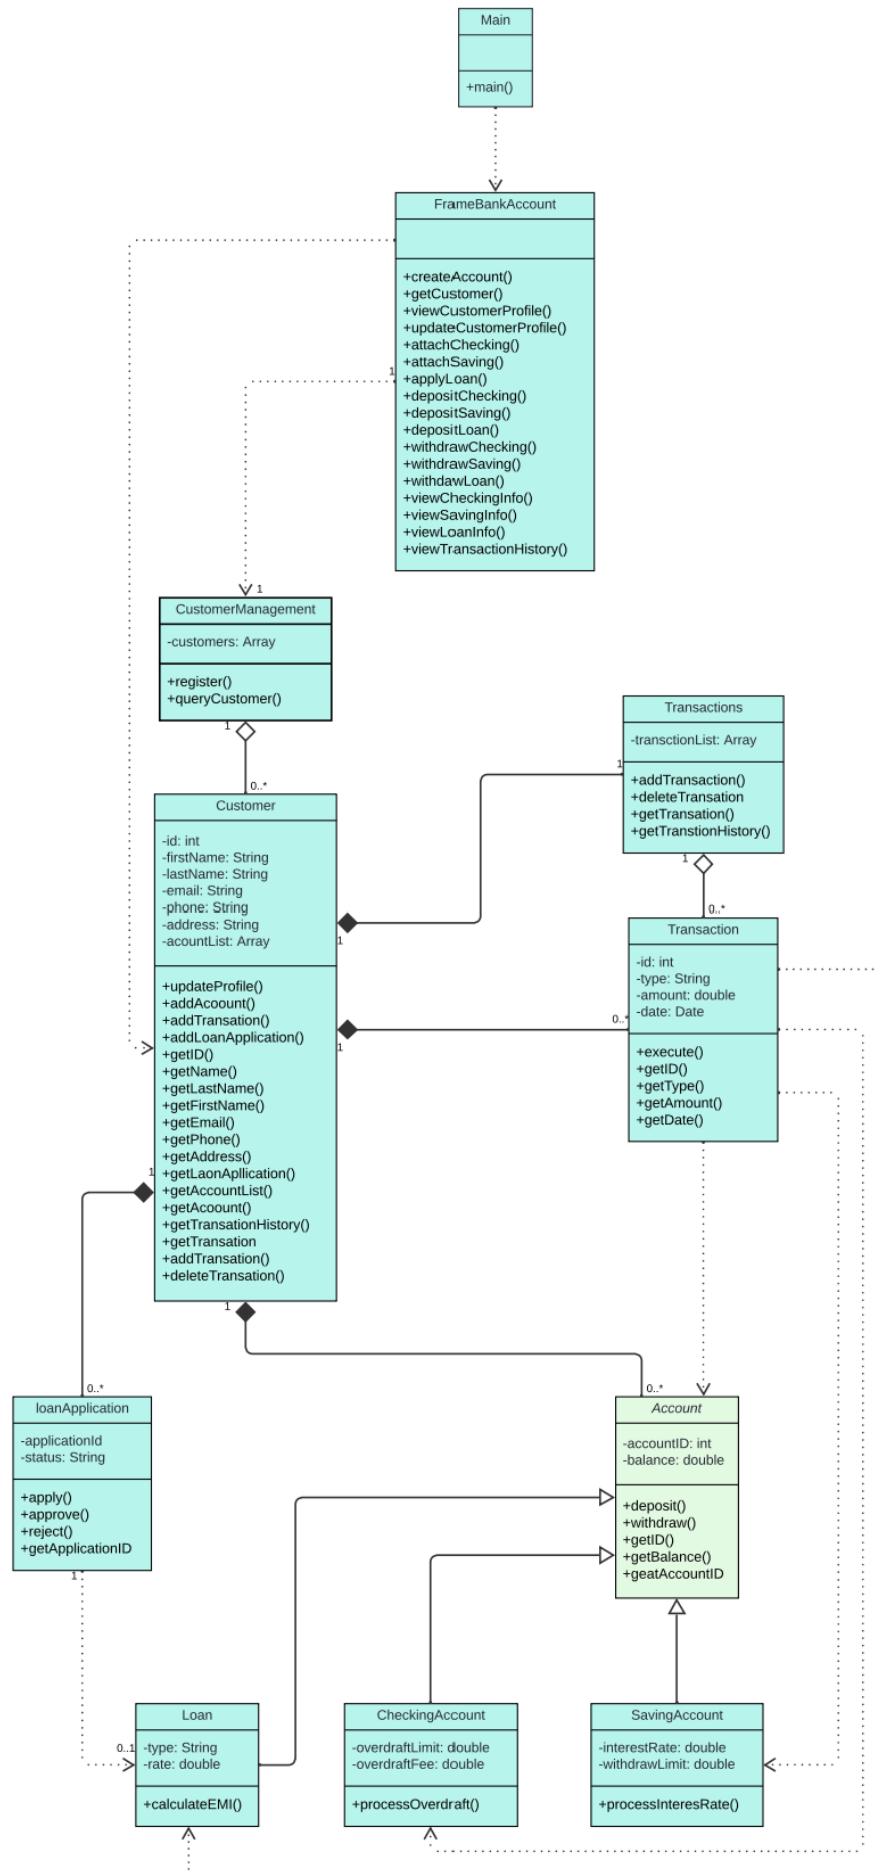 Main
+main()
FrameBankAccount
+createAccount()
+getCustomer()
+viewCustomerProfile()
+updateCustomerProfile()
+attachChecking()
+attachSaving()
1
+applyLoan()
+depositChecking()
+depositSaving()
+depositLoan()
+withdrawChecking()
+withdrawSaving()
+withdawLoan()
+viewCheckingInfo()
+viewSavingInfo()
+viewLoanInfo()
+viewTransactionHistory()
1
CustomerManagement
-customers: Array
+register()
+queryCustomer()
1
0..*
Transactions
-transctionList: Array
1
+addTransaction()
+deleteTransation
+getTransation()
+getTranstionHistory()
1
0..*
Customer
-id: int
-firstName: String
-lastName: String
-email: String
-phone: String
-address: String
-acountList: Array
1
+updateProfile()
+addAcoount()
+addTransation()
+addLoanApplication()
+getID()
+getName()
+getLastName()
+getFirstName()
+getEmail()
+getPhone()
+getAddress()
+getLaonApllication()
+getAccountList()
+getAcoount()
+getTransationHistory()
+getTransation
+addTransation()
+deleteTransation()
1
1
1
Transaction
-id: int
-type: String
-amount: double
-date: Date
0..*
+execute()
+getID()
+getType()
+getAmount()
+getDate()
0..*
loanApplication
-applicationId
-status: String
+apply()
+approve()
+reject()
+getApplicationID
1
0..*
Account
-accountID: int
-balance: double
+deposit()
+withdraw()
+getID()
+getBalance()
+geatAccountID
0..1
Loan
-type: String
-rate: double
+calculateEMI()
CheckingAccount
-overdraftLimit: double
-overdraftFee: double
+processOverdraft()
SavingAccount
-interestRate: double
-withdrawLimit: double
+processInteresRate()